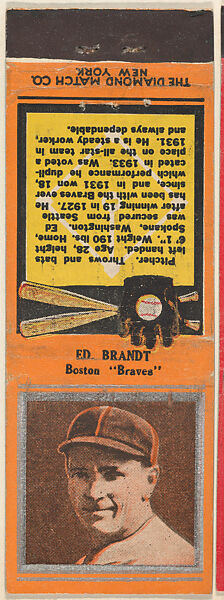 THE DIAMOND MATCH CO.
NEW YORK
Pitcher. Throws and bats
left handed. Age 28, height
6'1". Weight, 190 lbs. Home,
Spokane, Washington. Ed
was secured from Seattle
after winning 19 in 1927. He
has been with the Braves ever
since, and in 1931 won 18,
which performance he dupli-
cated in 1933. Was voted a
place on the all-star team in
1931. He is a steady worker,
and always dependable.
ED. BRANDT
Boston "Braves"